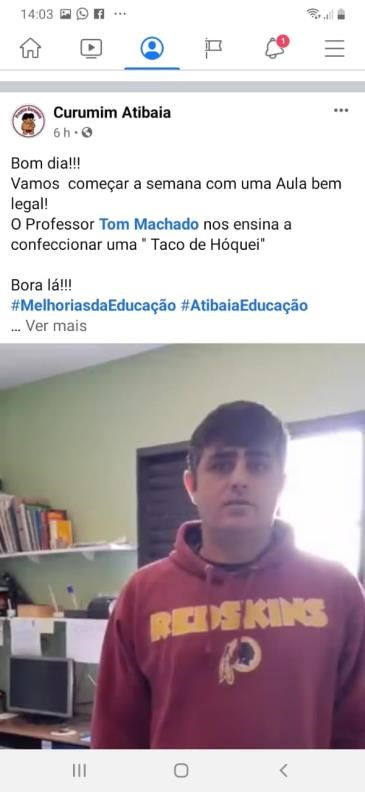 14:03
1
Curumim Atibaia
6 h
Bom dia!!!
Vamos começar a semana com uma Aula bem
legal!
O Professor Tom Machado nos ensina a
confeccionar uma " Taco de Hóquei"
Bora lá!!!
#MelhoriasdaEducação #AtibaiaEducação
... Ver mais
REDSKINS